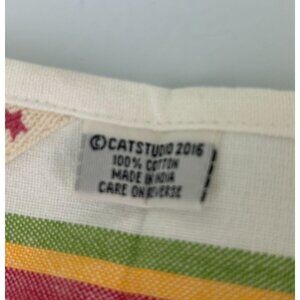 ©CATSTUDIO 2016
100% COTTON
MADE IN INDIA
CARE ON REVERSE